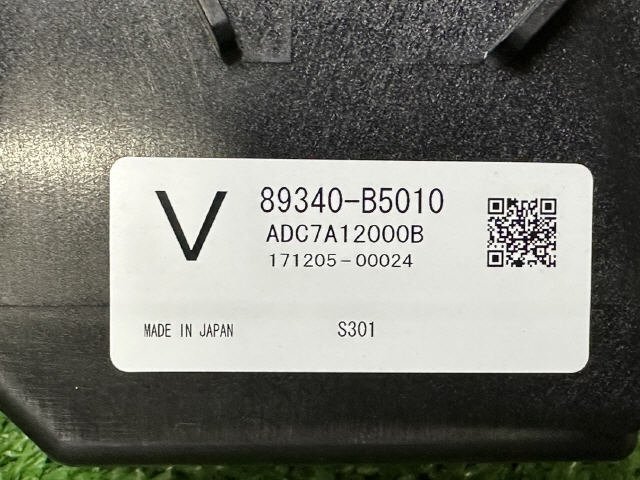 V
89340-B5010
ADC7A12000B
171205-00024
MADE IN JAPAN
S301